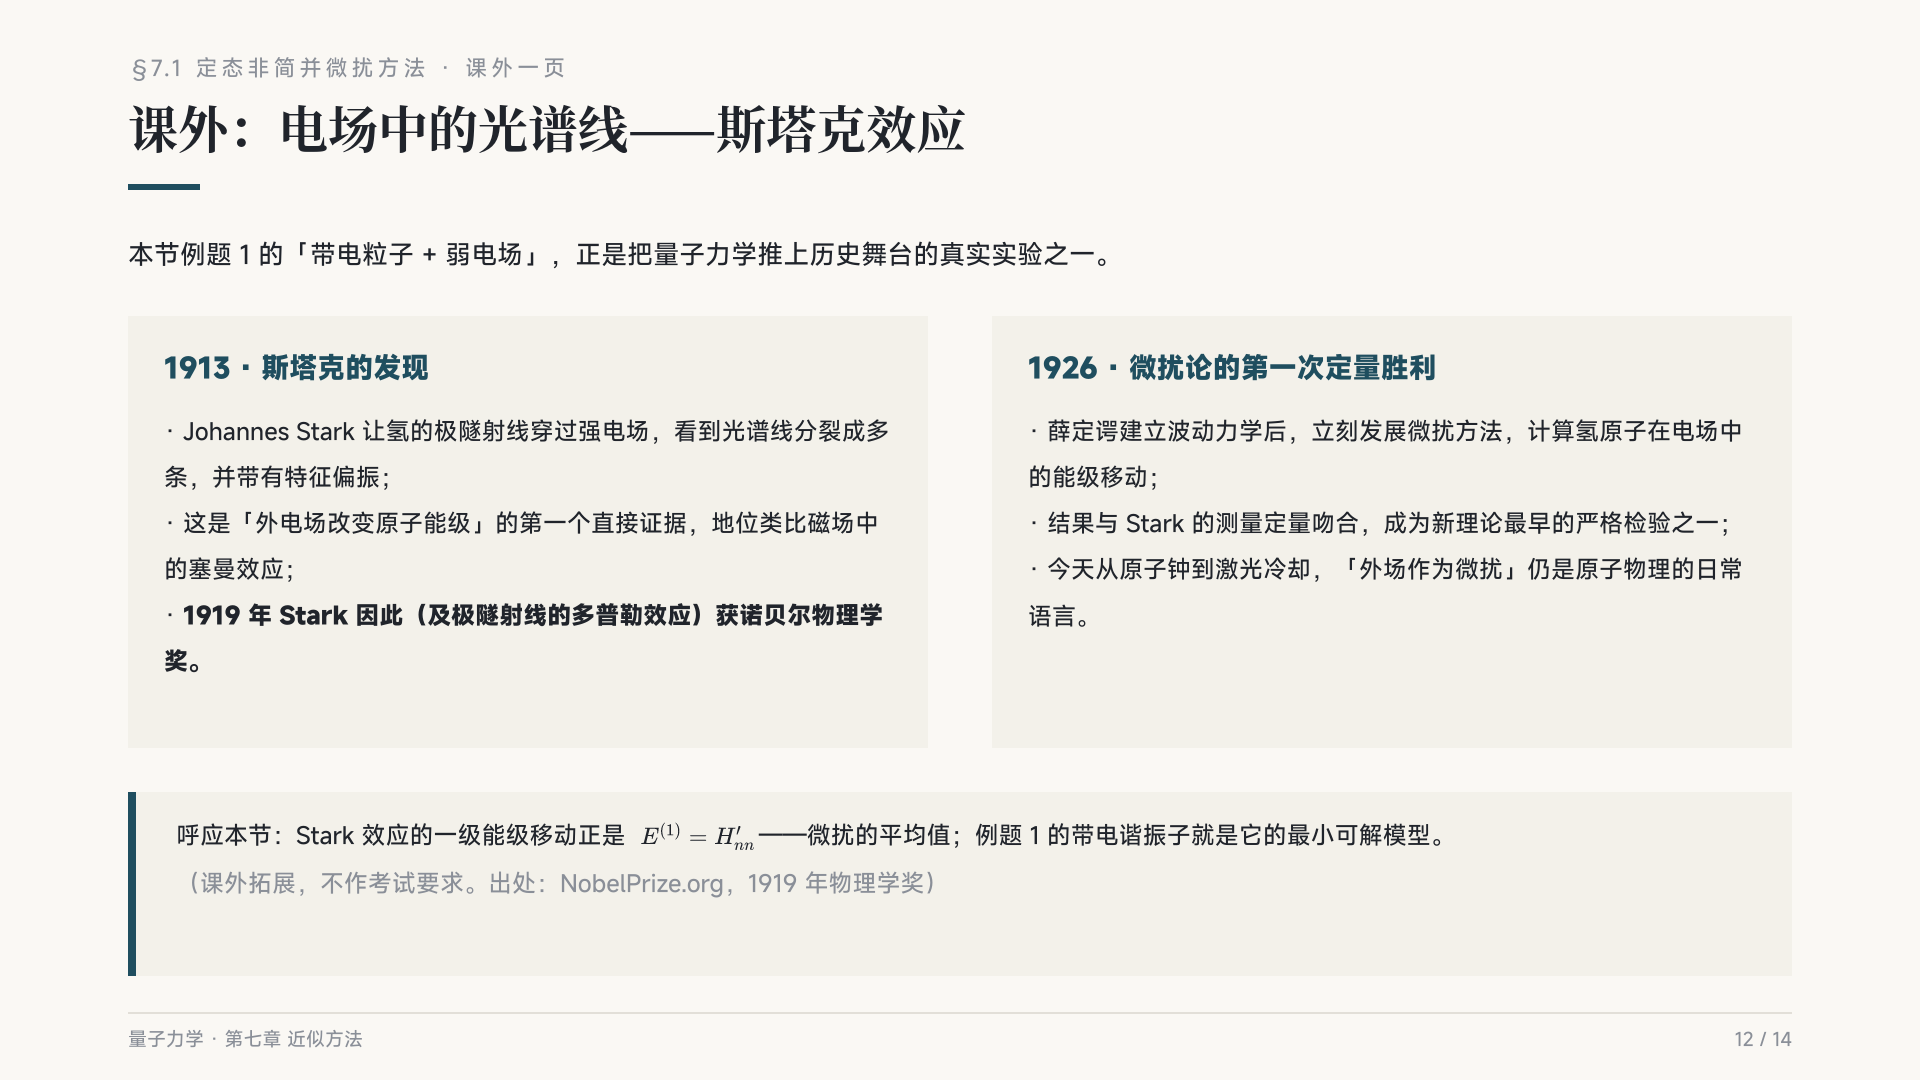 §7.1 定态非简并微扰方法 · 课外一页
课外：电场中的光谱线——斯塔克效应
本节例题 1 的「带电粒子 + 弱电场」，正是把量子力学推上历史舞台的真实实验之一。
1913 · 斯塔克的发现
· Johannes Stark 让氢的极隧射线穿过强电场，看到光谱线分裂成多
条，并带有特征偏振；
· 这是「外电场改变原子能级」的第一个直接证据，地位类比磁场中
的塞曼效应；
· 1919 年 Stark 因此（及极隧射线的多普勒效应）获诺贝尔物理学
奖。
1926 · 微扰论的第一次定量胜利
· 薛定谔建立波动力学后，立刻发展微扰方法，计算氢原子在电场中
的能级移动；
· 结果与 Stark 的测量定量吻合，成为新理论最早的严格检验之一；
· 今天从原子钟到激光冷却，「外场作为微扰」仍是原子物理的日常
语言。
呼应本节：Stark 效应的一级能级移动正是 $E^{(1)} = H'_{nn}$——微扰的平均值；例题 1 的带电谐振子就是它的最小可解模型。
（课外拓展，不作考试要求。出处：NobelPrize.org，1919 年物理学奖）
量子力学 · 第七章 近似方法
12 / 14